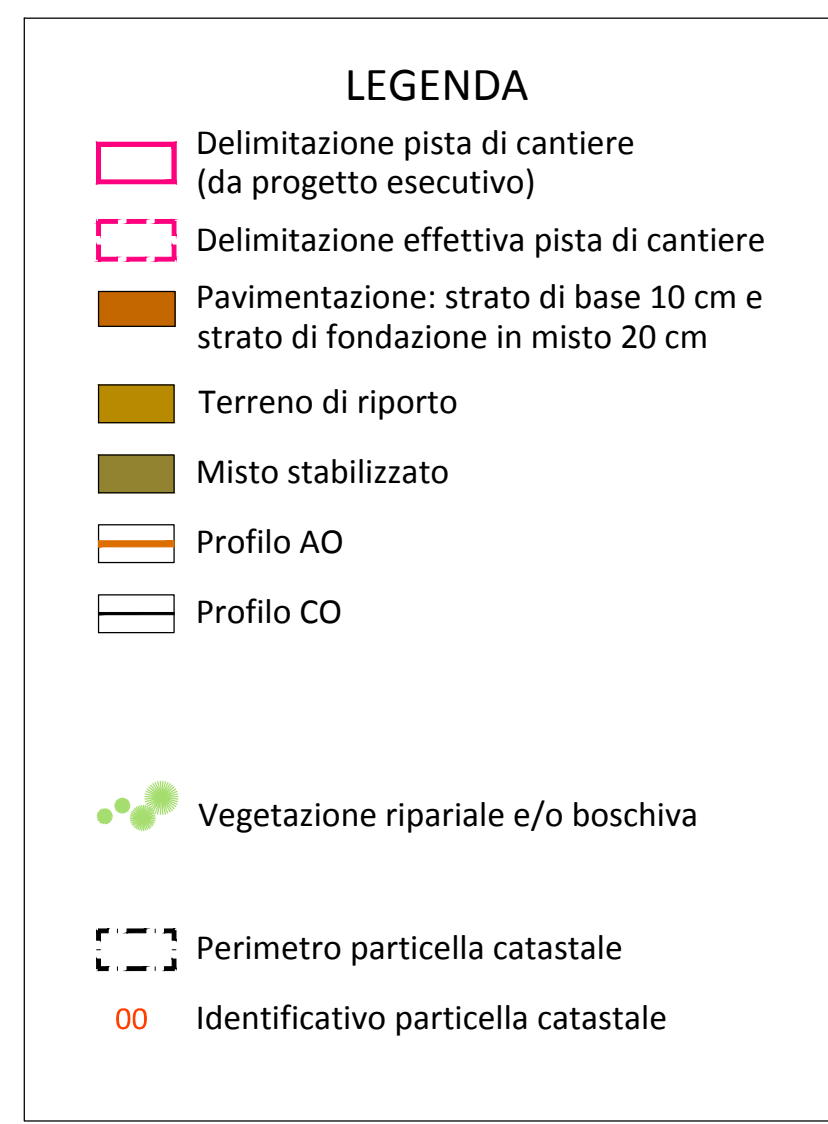 LEGENDA
Delimitazione pista di cantiere
(da progetto esecutivo)
Delimitazione effettiva pista di cantiere
Pavimentazione: strato di base 10 cm e
strato di fondazione in misto 20 cm
Terreno di riporto
Misto stabilizzato
Profilo AO
Profilo CO
Vegetazione ripariale e/o boschiva
Perimetro particella catastale
00 Identificativo particella catastale